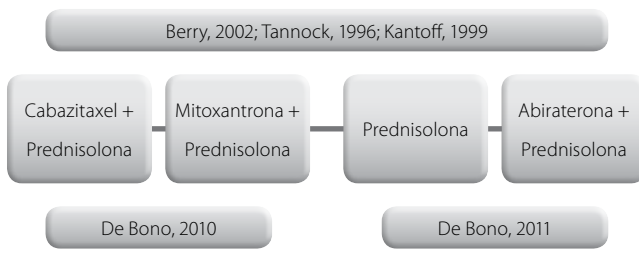 Berry, 2002; Tannock, 1996; Kantoff, 1999
Cabazitaxel +
Prednisolona
Mitoxantrona +
Prednisolona
Prednisolona
Abiraterona +
Prednisolona
De Bono, 2010
De Bono, 2011